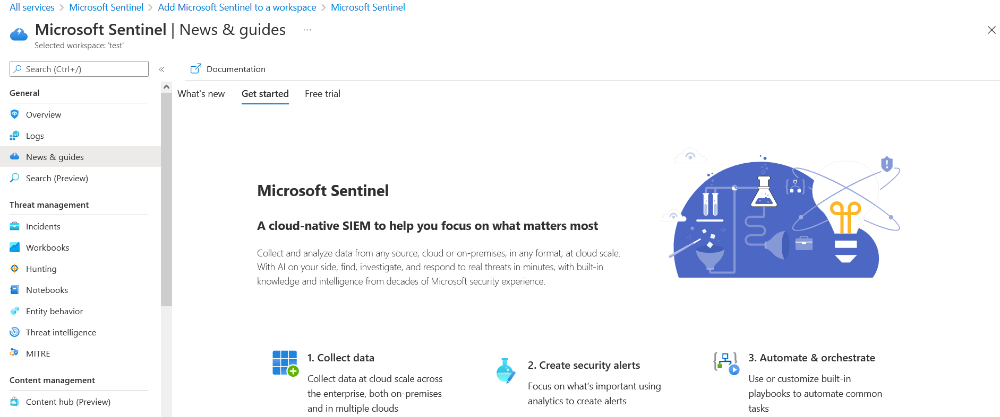 All services > Microsoft Sentinel > Add Microsoft Sentinel to a workspace > Microsoft Sentinel
Microsoft Sentinel | News & guides ...
Selected workspace: 'test'
Search (Ctrl+/)
«
Documentation
General
Overview
Logs
News & guides
Search (Preview)
Threat management
Incidents
Workbooks
Hunting
Notebooks
Entity behavior
Threat intelligence
MITRE
Content management
Content hub (Preview)
What's new Get started Free trial
Microsoft Sentinel
A cloud-native SIEM to help you focus on what matters most
Collect and analyze data from any source, cloud or on-premises, in any format, at cloud scale.
With AI on your side, find, investigate, and respond to real threats in minutes, with built-in
knowledge and intelligence from decades of Microsoft security experience.
1. Collect data
Collect data at cloud scale across
the enterprise, both on-premises
and in multiple clouds
2. Create security alerts
Focus on what’s important using
analytics to create alerts
3. Automate & orchestrate
Use or customize built-in
playbooks to automate common
tasks